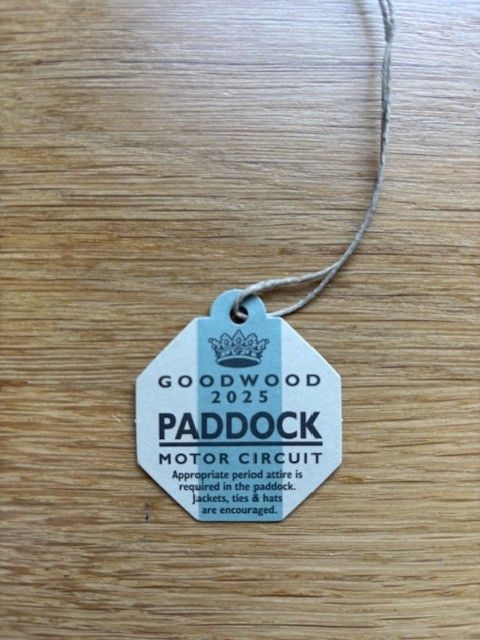 GOODWOOD
2025
PADDOCK
MOTOR CIRCUIT
Appropriate period attire is
required in the paddock.
Jackets, ties & hats
are encouraged.